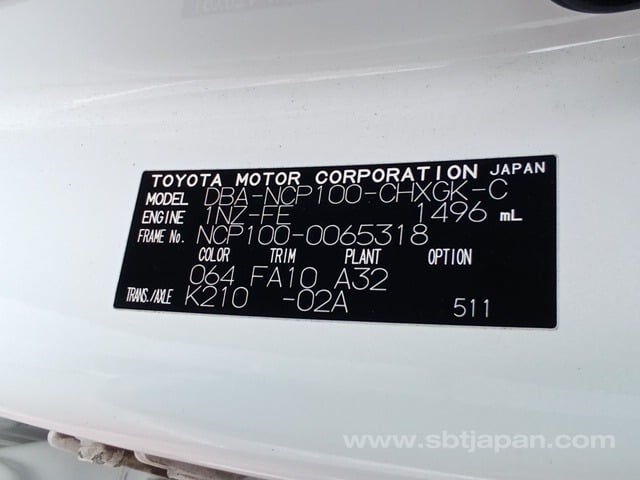 TOYOTA MOTOR CORPORATION JAPAN
MODEL DBA-NCP100-CHXGK-C
ENGINE 1NZ-FE 1496 mL
FRAME No. NCP100-0065318
COLOR TRIM PLANT OPTION
064 FA10 A32
TRANS./AXLE K210 -02A 511
www.sbtjapan.com